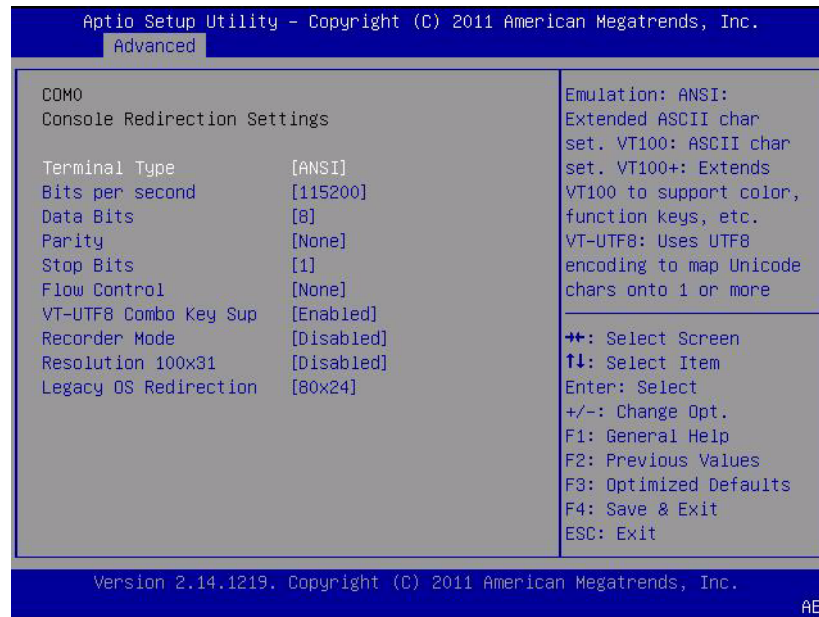 Aptio Setup Utility – Copyright (C) 2011 American Megatrends, Inc.
Advanced
COM0
Console Redirection Settings
Terminal Type [ANSI]
Bits per second [115200]
Data Bits [8]
Parity [None]
Stop Bits [1]
Flow Control [None]
VT-UTF8 Combo Key Sup [Enabled]
Recorder Mode [Disabled]
Resolution 100x31 [Disabled]
Legacy OS Redirection [80x24]
Emulation: ANSI:
Extended ASCII char
set. VT100: ASCII char
set. VT100+: Extends
VT100 to support color,
function keys, etc.
VT-UTF8: Uses UTF8
encoding to map Unicode
chars onto 1 or more
→←: Select Screen
↑↓: Select Item
Enter: Select
+/-: Change Opt.
F1: General Help
F2: Previous Values
F3: Optimized Defaults
F4: Save & Exit
ESC: Exit
Version 2.14.1219. Copyright (C) 2011 American Megatrends, Inc.
AB